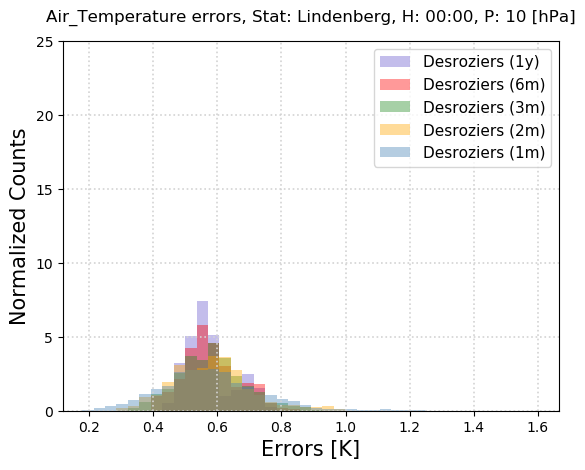 Air_Temperature errors, Stat: Lindenberg, H: 00:00, P: 10 [hPa]
Normalized Counts
25
20
15
10
5
0
Desroziers (1y)
Desroziers (6m)
Desroziers (3m)
Desroziers (2m)
Desroziers (1m)
0.2 0.4 0.6 0.8 1.0 1.2 1.4 1.6
Errors [K]